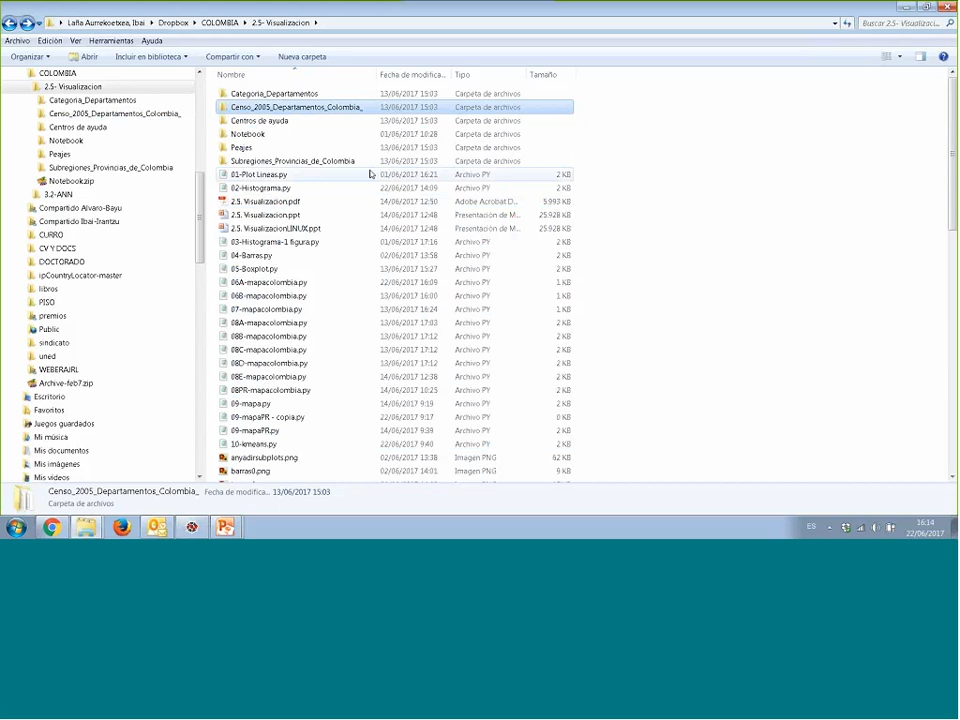 Laña Aurrekoetxea, Ibai ▸ Dropbox ▸ COLOMBIA ▸ 2.5- Visualizacion ▸
Buscar 2.5- Visualizaci...
Archivo Edición Ver Herramientas Ayuda
Organizar Abrir Incluir en biblioteca Compartir con Nueva carpeta
COLOMBIA
2.5- Visualizacion
Categoria_Departamentos
Censo_2005_Departamentos_Colombia_
Centros de ayuda
Notebook
Peajes
Subregiones_Provincias_de_Colombia
Notebook.zip
3.2-ANN
Compartido Alvaro-Bayu
Compartido Ibai-Irantzu
CURRO
CV Y DOCS
DOCTORADO
ipCountryLocator-master
libros
PISO
premios
Public
sindicato
uned
WEBERAJRL
Archive-feb7.zip
Escritorio
Favoritos
Juegos guardados
Mi música
Mis documentos
Mis imágenes
Mis vídeos
Nombre Fecha de modifica... Tipo Tamaño
Categoria_Departamentos 13/06/2017 15:03 Carpeta de archivos
Censo_2005_Departamentos_Colombia_ 13/06/2017 15:03 Carpeta de archivos
Centros de ayuda 13/06/2017 15:03 Carpeta de archivos
Notebook 01/06/2017 10:28 Carpeta de archivos
Peajes 13/06/2017 15:03 Carpeta de archivos
Subregiones_Provincias_de_Colombia 13/06/2017 15:03 Carpeta de archivos
01-Plot Lineas.py 01/06/2017 16:21 Archivo PY 2 KB
02-Histograma.py 22/06/2017 14:09 Archivo PY 2 KB
2.5. Visualizacion.pdf 14/06/2017 12:50 Adobe Acrobat D... 5.993 KB
2.5. Visualizacion.ppt 14/06/2017 12:48 Presentación de M... 25.928 KB
2.5. VisualizacionLINUX.ppt 14/06/2017 12:48 Presentación de M... 25.928 KB
03-Histograma-1 figura.py 01/06/2017 17:16 Archivo PY 2 KB
04-Barras.py 02/06/2017 13:58 Archivo PY 2 KB
05-Boxplot.py 13/06/2017 15:27 Archivo PY 2 KB
06A-mapacolombia.py 22/06/2017 16:09 Archivo PY 1 KB
06B-mapacolombia.py 13/06/2017 16:00 Archivo PY 2 KB
07-mapacolombia.py 13/06/2017 16:24 Archivo PY 1 KB
08A-mapacolombia.py 13/06/2017 17:03 Archivo PY 2 KB
08B-mapacolombia.py 13/06/2017 17:12 Archivo PY 2 KB
08C-mapacolombia.py 13/06/2017 17:12 Archivo PY 2 KB
08D-mapacolombia.py 13/06/2017 17:12 Archivo PY 2 KB
08E-mapacolombia.py 14/06/2017 12:38 Archivo PY 2 KB
08PR-mapacolombia.py 14/06/2017 10:25 Archivo PY 2 KB
09-mapa.py 14/06/2017 9:19 Archivo PY 2 KB
09-mapaPR - copia.py 22/06/2017 9:17 Archivo PY 0 KB
09-mapaPR.py 14/06/2017 9:39 Archivo PY 2 KB
10-kmeans.py 22/06/2017 9:40 Archivo PY 2 KB
anyadirsubplots.png 02/06/2017 13:38 Imagen PNG 62 KB
barras0.png 02/06/2017 14:01 Imagen PNG 9 KB
Censo_2005_Departamentos_Colombia_ Fecha de modifica... 13/06/2017 15:03
Carpeta de archivos
ES
16:14
22/06/2017